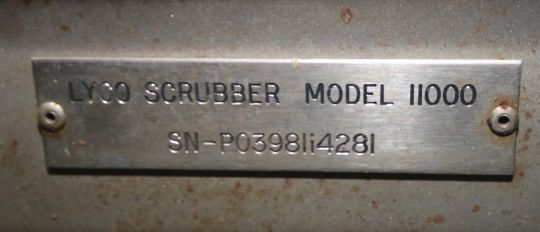 LYCO SCRUBBER MODEL 11000
SN-P03981i4281